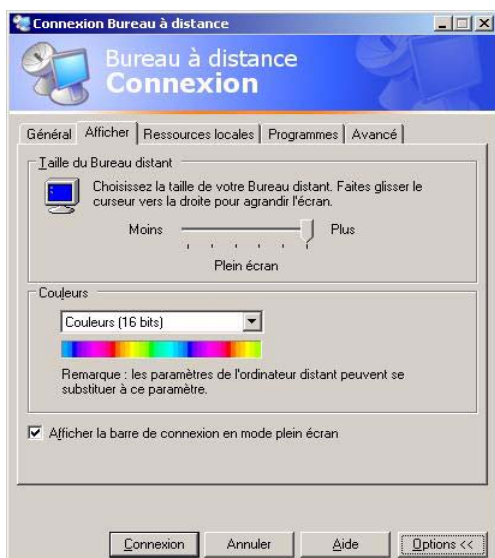 Connexion Bureau à distance
Bureau à distance
Connexion
Général Afficher Ressources locales Programmes Avancé
Taille du Bureau distant
Choisissez la taille de votre Bureau distant. Faites glisser le
curseur vers la droite pour agrandir l'écran.
Moins Plus
Plein écran
Couleurs
Couleurs (16 bits)
Remarque : les paramètres de l'ordinateur distant peuvent se
substituer à ce paramètre.
Afficher la barre de connexion en mode plein écran
Connexion Annuler Aide Options <<